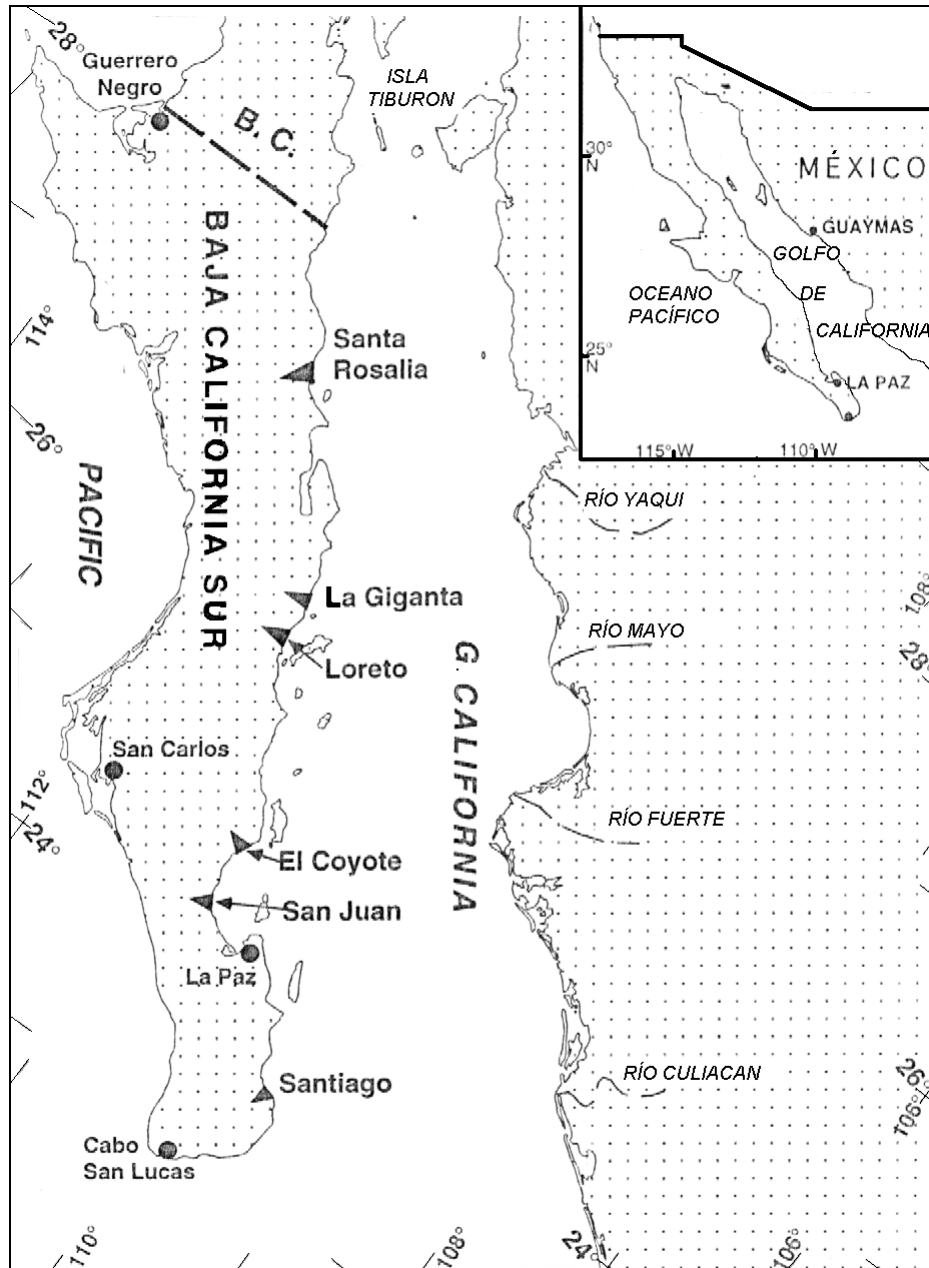 28°
Guerrero
Negro
B. C.
ISLA
TIBURON
30°
N
MÉXICO
GUAYMAS
GOLFO
DE
CALIFORNIA
OCEANO
PACÍFICO
25°
N
LA PAZ
115°W
110°W
BAJA CALIFORNIA SUR
114°
Santa
Rosalia
26°
PACIFIC
RÍO YAQUI
La Giganta
108°
RÍO MAYO
28°
Loreto
G. CALIFORNIA
San Carlos
112°
24°
RÍO FUERTE
El Coyote
San Juan
La Paz
Santiago
RÍO CULIACAN
26°
106°
Cabo
San Lucas
110°
108°
24°
106°